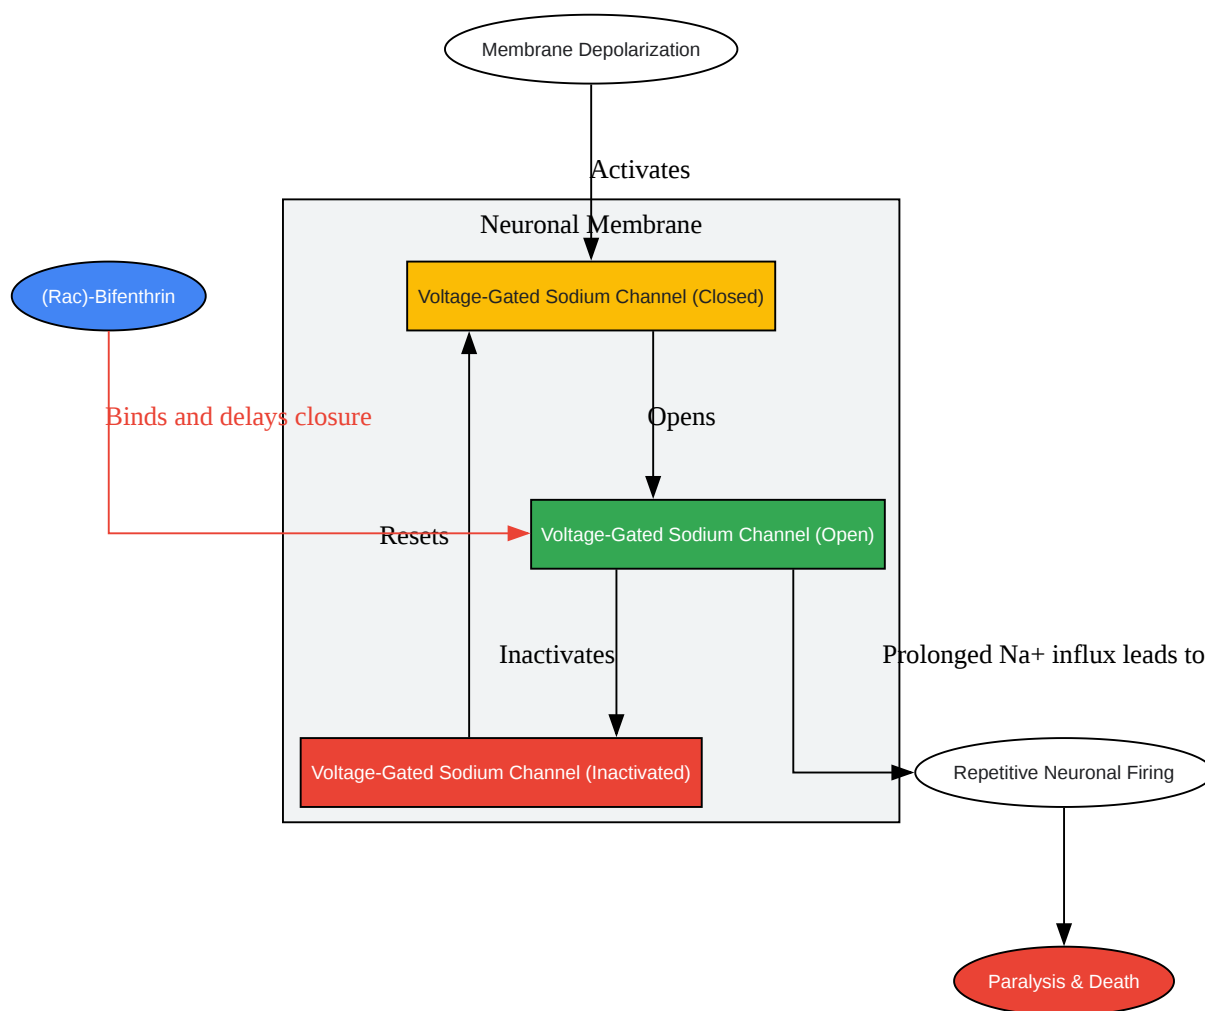 Membrane Depolarization
Activates
Neuronal Membrane
(Rac)-Bifenthrin
Voltage-Gated Sodium Channel (Closed)
Binds and delays closure
Opens
Resets
Voltage-Gated Sodium Channel (Open)
Inactivates
Prolonged Na+ influx leads to
Voltage-Gated Sodium Channel (Inactivated)
Repetitive Neuronal Firing
Paralysis & Death